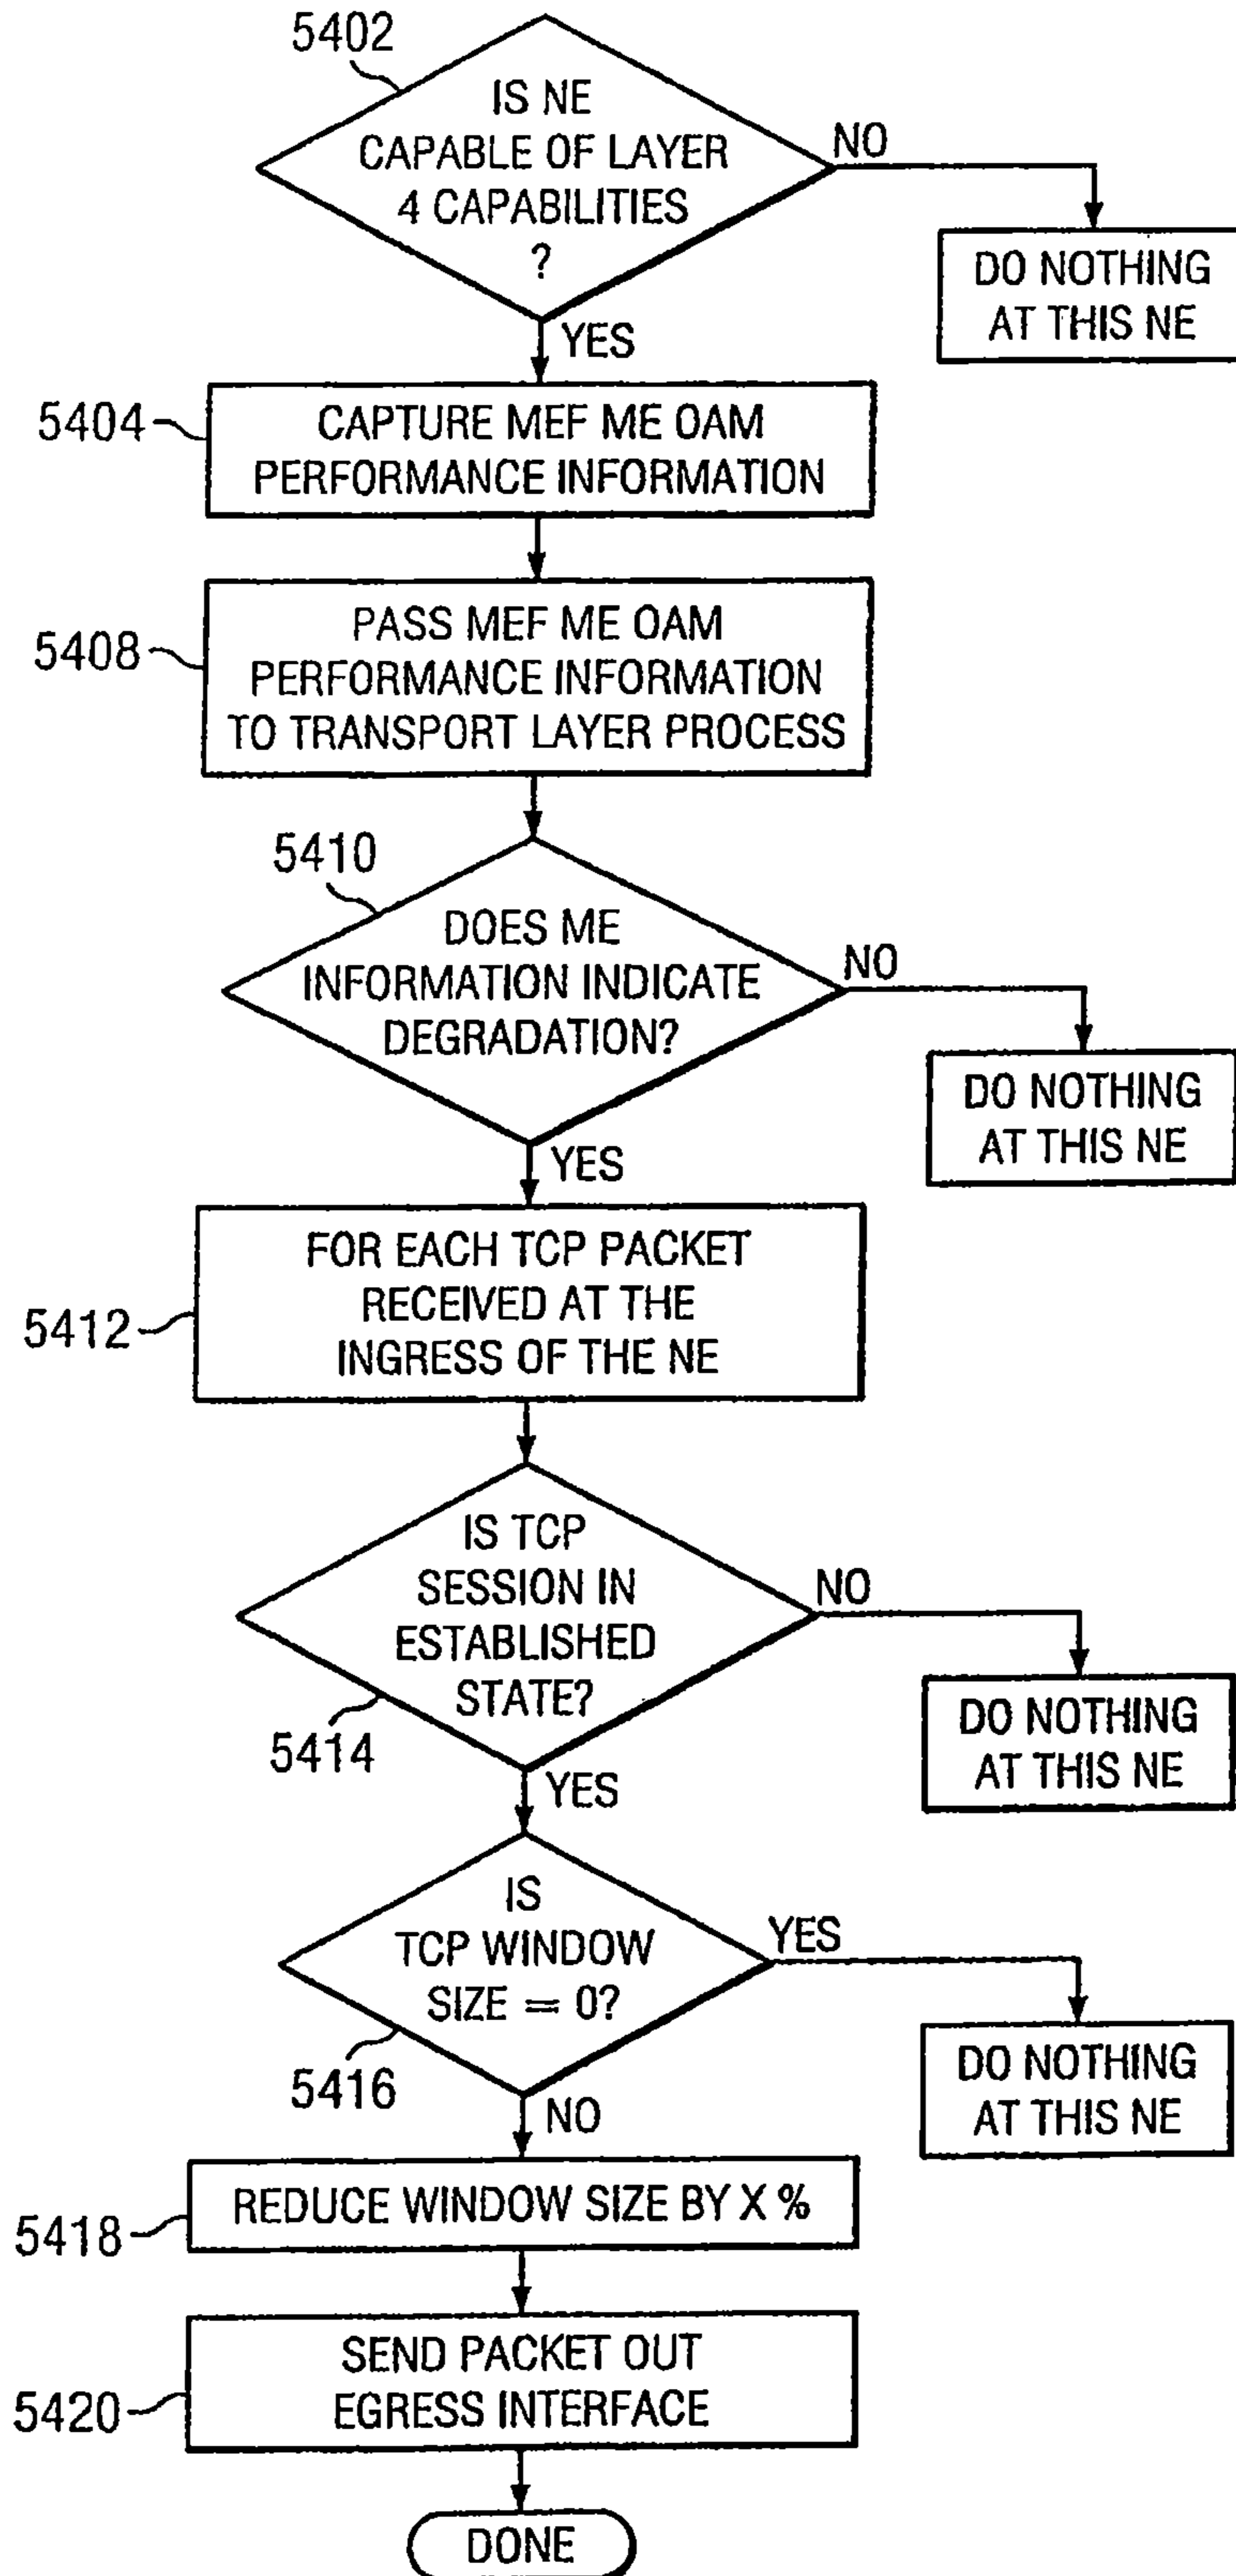 5402
IS NE
CAPABLE OF LAYER
4 CAPABILITIES
?
NO
DO NOTHING
AT THIS NE
YES
5404
CAPTURE MEF ME OAM
PERFORMANCE INFORMATION
5408
PASS MEF ME OAM
PERFORMANCE INFORMATION
TO TRANSPORT LAYER PROCESS
5410
DOES ME
INFORMATION INDICATE
DEGRADATION?
NO
DO NOTHING
AT THIS NE
YES
5412
FOR EACH TCP PACKET
RECEIVED AT THE
INGRESS OF THE NE
IS TCP
SESSION IN
ESTABLISHED
STATE?
5414
NO
DO NOTHING
AT THIS NE
YES
IS
TCP WINDOW
SIZE = 0?
5416
YES
DO NOTHING
AT THIS NE
NO
5418
REDUCE WINDOW SIZE BY X %
5420
SEND PACKET OUT
EGRESS INTERFACE
DONE